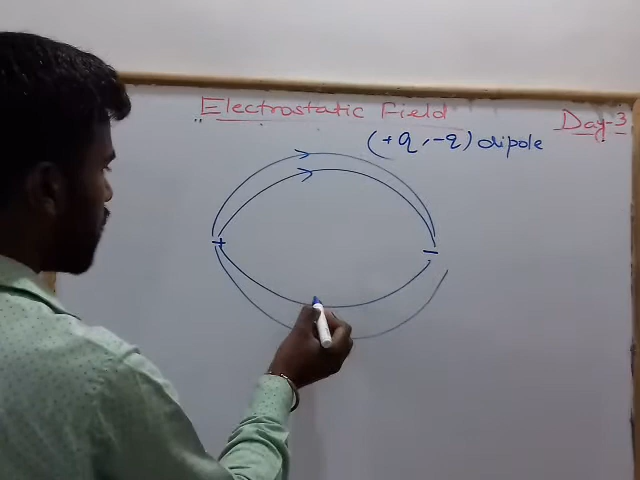 Electrostatic Field
Day-3
(+q, -q) dipole
+
-